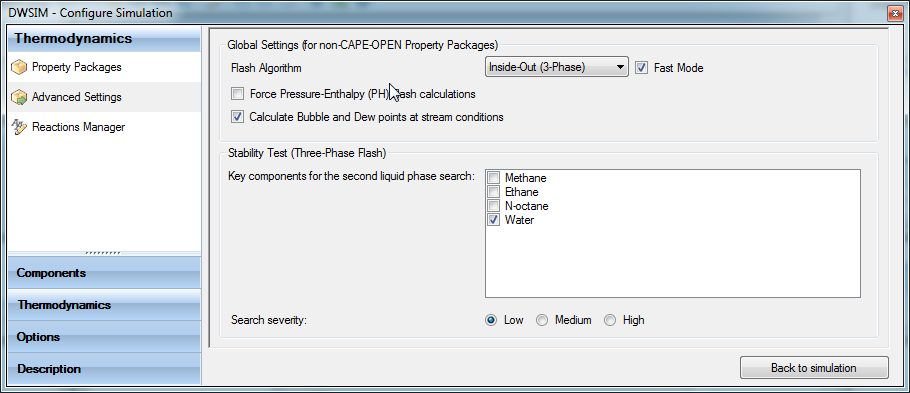 DWSIM - Configure Simulation
Thermodynamics
Property Packages
Advanced Settings
Reactions Manager
Components
Thermodynamics
Options
Description
Global Settings (for non-CAPE-OPEN Property Packages)
Flash Algorithm
Inside-Out (3-Phase)
Fast Mode
Force Pressure-Enthalpy (PH) flash calculations
Calculate Bubble and Dew points at stream conditions
Stability Test (Three-Phase Flash)
Key components for the second liquid phase search:
Methane
Ethane
N-octane
Water
Search severity:
Low
Medium
High
Back to simulation